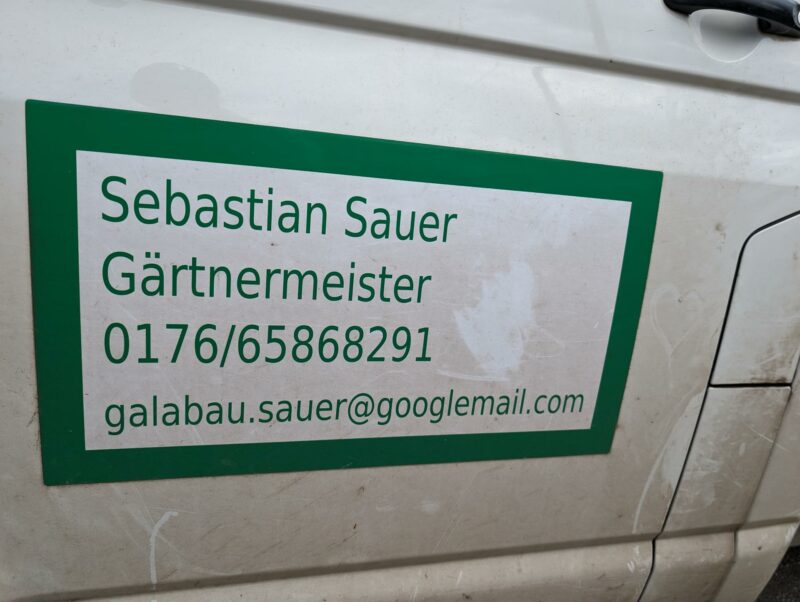 Sebastian Sauer
Gärtnermeister
0176/65868291
galabau.sauer@googlemail.com